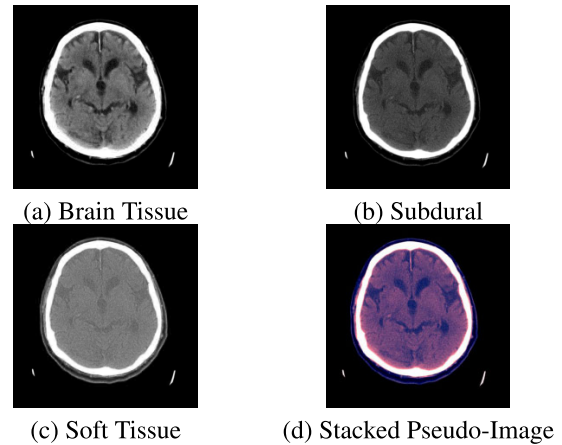 (a) Brain Tissue
(b) Subdural
(c) Soft Tissue
(d) Stacked Pseudo-Image